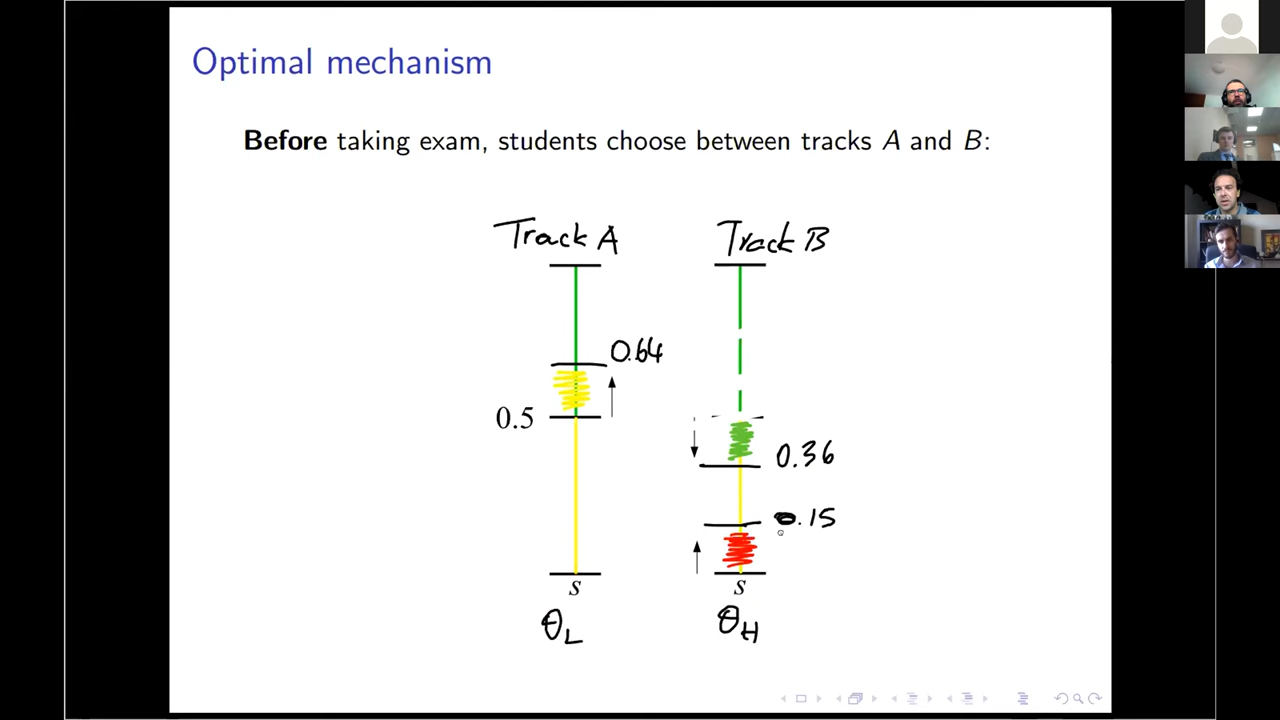 Optimal mechanism
Before taking exam, students choose between tracks A and B:
Track A
Track B
0.64
0.5
0.36
0.15
s
s
θL
θH